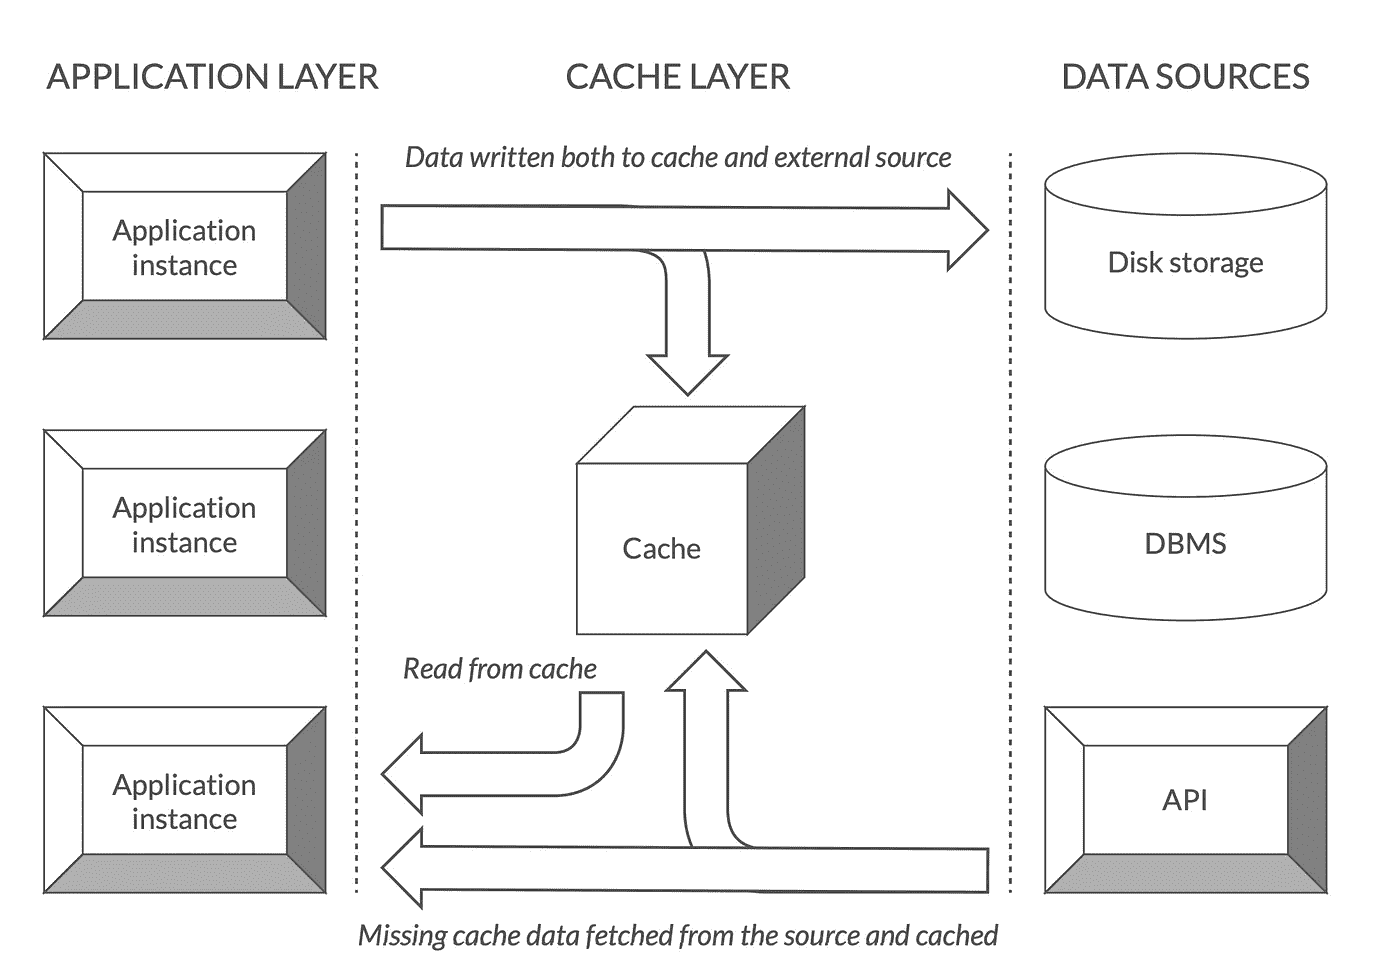 APPLICATION LAYER
CACHE LAYER
DATA SOURCES
Data written both to cache and external source
Application
instance
Disk storage
Application
instance
Cache
DBMS
Read from cache
Application
instance
API
Missing cache data fetched from the source and cached